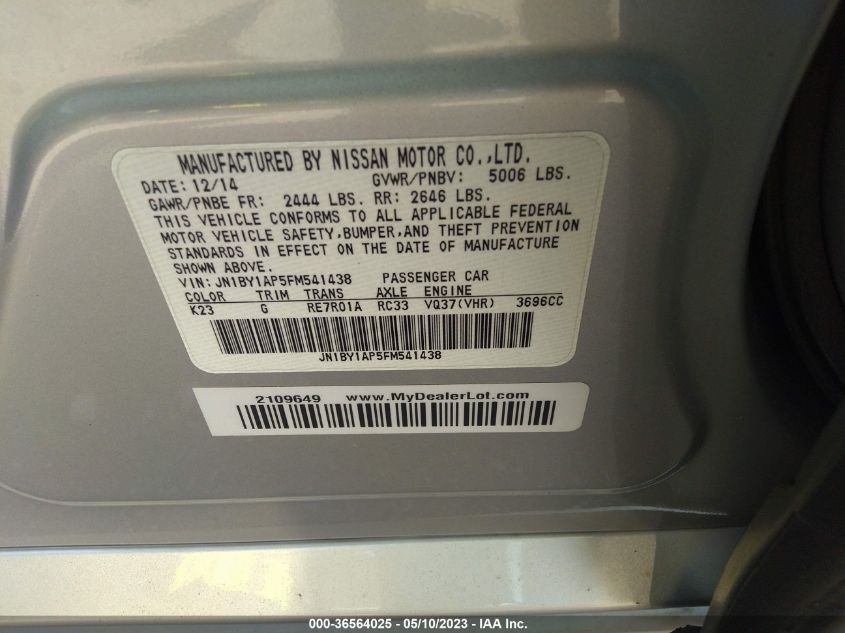 MANUFACTURED BY NISSAN MOTOR CO.,LTD.
DATE: 12/14 GVWR/PNBV: 5006 LBS.
GAWR/PNBE FR: 2444 LBS. RR: 2646 LBS.
THIS VEHICLE CONFORMS TO ALL APPLICABLE FEDERAL
MOTOR VEHICLE SAFETY,BUMPER,AND THEFT PREVENTION
STANDARDS IN EFFECT ON THE DATE OF MANUFACTURE
SHOWN ABOVE.
VIN: JN1BY1AP5FM541438 PASSENGER CAR
COLOR TRIM TRANS AXLE ENGINE
K23 G RE7R01A RC33 VQ37(VHR) 3696CC
JN1BY1AP5FM541438
2109649 www.MyDealerLot.com
000-36564025 - 05/10/2023 - IAA Inc.